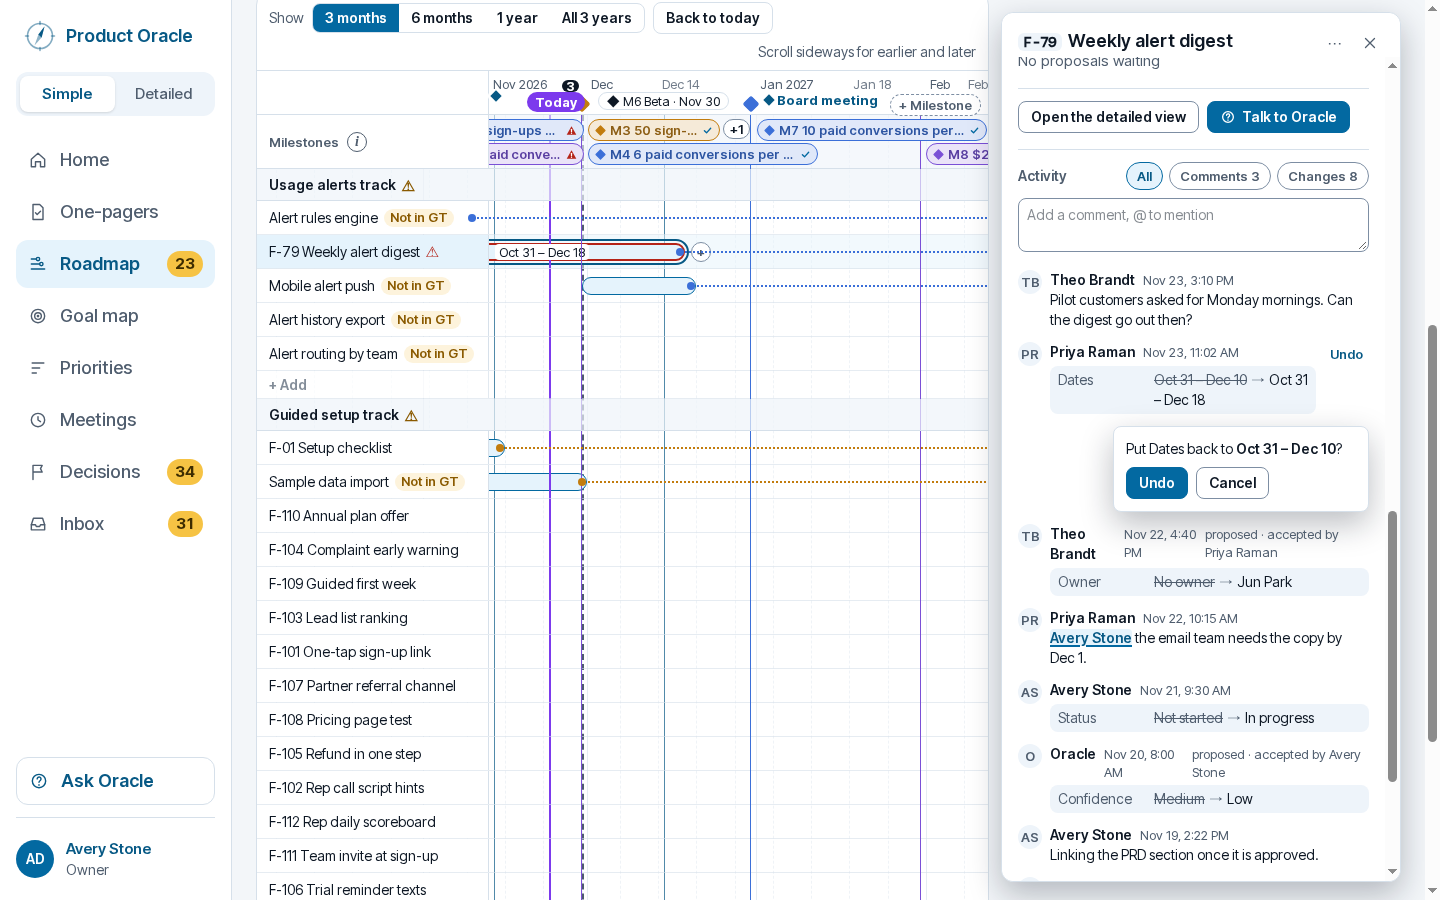 Product Oracle
Simple
Detailed
Home
One-pagers
Roadmap 23
Goal map
Priorities
Meetings
Decisions 34
Inbox 31
Ask Oracle
AD
Avery Stone
Owner
Show
3 months
6 months
1 year
All 3 years
Back to today
Scroll sideways for earlier and later
Nov 2026
3
Dec
Dec 14
Jan 2027
Jan 18
Feb
Feb
Today
M6 Beta · Nov 30
Board meeting
+ Milestone
Milestones i
sign-ups ...
M3 50 sign-...
+1
M7 10 paid conversions per...
aid conve...
M4 6 paid conversions per ...
M8 $2
Usage alerts track
Alert rules engine Not in GT
F-79 Weekly alert digest
Oct 31 – Dec 18
+
Mobile alert push Not in GT
Alert history export Not in GT
Alert routing by team Not in GT
+ Add
Guided setup track
F-01 Setup checklist
Sample data import Not in GT
F-110 Annual plan offer
F-104 Complaint early warning
F-109 Guided first week
F-103 Lead list ranking
F-101 One-tap sign-up link
F-107 Partner referral channel
F-108 Pricing page test
F-105 Refund in one step
F-102 Rep call script hints
F-112 Rep daily scoreboard
F-111 Team invite at sign-up
F-106 Trial reminder texts
F-79 Weekly alert digest
No proposals waiting
Open the detailed view
Talk to Oracle
Activity
All
Comments 3
Changes 8
Add a comment, @ to mention
TB Theo Brandt Nov 23, 3:10 PM
Pilot customers asked for Monday mornings. Can
the digest go out then?
PR Priya Raman Nov 23, 11:02 AM Undo
Dates Oct 31 – Dec 10 → Oct 31
– Dec 18
Put Dates back to Oct 31 – Dec 10?
Undo
Cancel
TB Theo Nov 22, 4:40 proposed · accepted by
Brandt PM Priya Raman
Owner No owner → Jun Park
PR Priya Raman Nov 22, 10:15 AM
Avery Stone the email team needs the copy by
Dec 1.
AS Avery Stone Nov 21, 9:30 AM
Status Not started → In progress
O Oracle Nov 20, 8:00 proposed · accepted by Avery
AM Stone
Confidence Medium → Low
AS Avery Stone Nov 19, 2:22 PM
Linking the PRD section once it is approved.